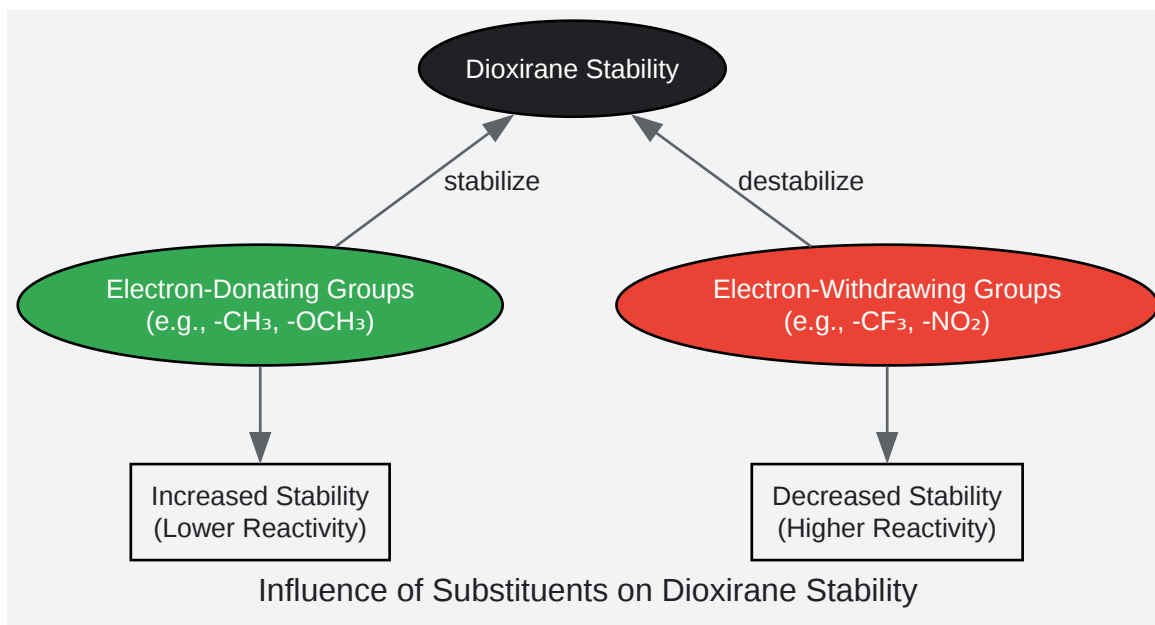 Dioxirane Stability
stabilize
destabilize
Electron-Donating Groups
(e.g., -CH₃, -OCH₃)
Electron-Withdrawing Groups
(e.g., -CF₃, -NO₂)
Increased Stability
(Lower Reactivity)
Decreased Stability
(Higher Reactivity)
Influence of Substituents on Dioxirane Stability